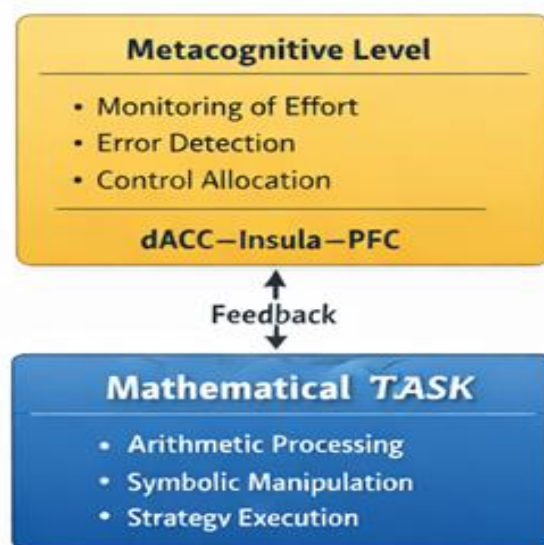 Metacognitive Level
• Monitoring of Effort
• Error Detection
• Control Allocation
dACC–Insula–PFC
Feedback
Mathematical TASK
• Arithmetic Processing
• Symbolic Manipulation
• Strategy Execution